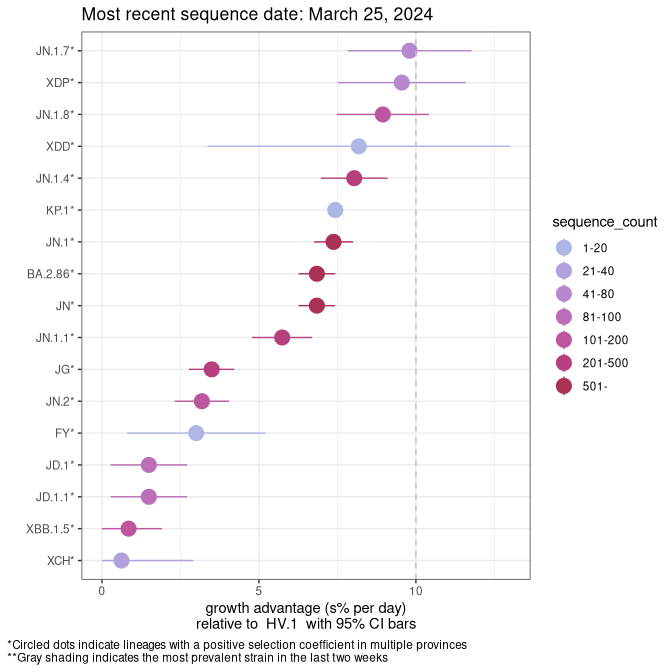 Most recent sequence date: March 25, 2024
JN.1.7*
XDP*
JN.1.8*
XDD*
JN.1.4*
KP.1*
JN.1*
BA.2.86*
JN*
JN.1.1*
JG*
JN.2*
FY*
JD.1*
JD.1.1*
XBB.1.5*
XCH*
0 5 10
growth advantage (s% per day)
relative to HV.1 with 95% CI bars
sequence_count
1-20
21-40
41-80
81-100
101-200
201-500
501-
*Circled dots indicate lineages with a positive selection coefficient in multiple provinces
**Gray shading indicates the most prevalent strain in the last two weeks